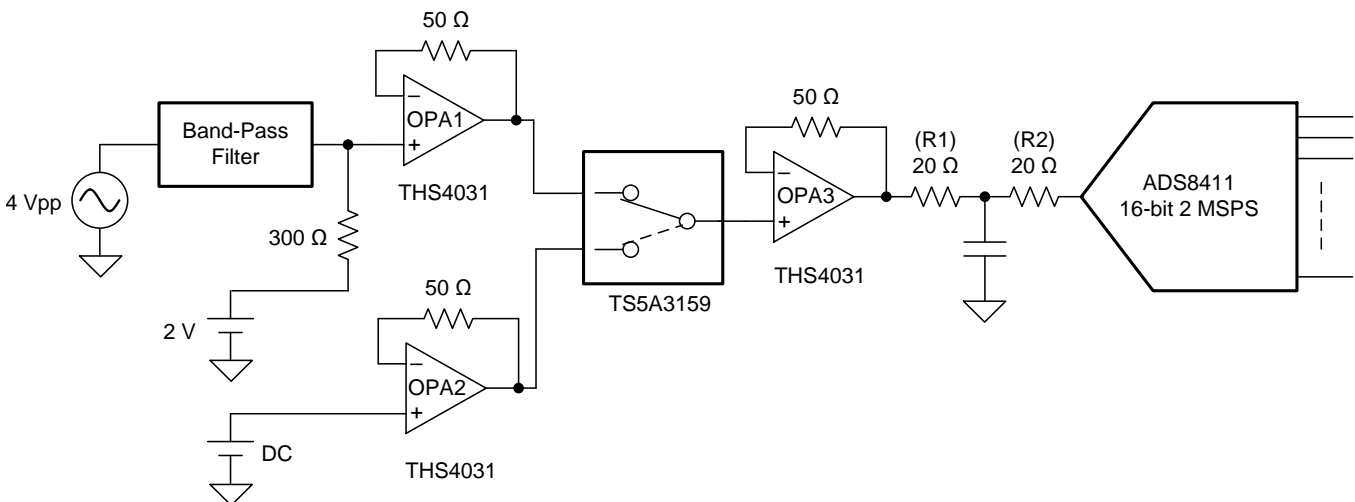 50 Ω
OPA1
THS4031
Band-Pass
Filter
4 Vpp
300 Ω
2 V
50 Ω
OPA2
THS4031
DC
TS5A3159
50 Ω
OPA3
THS4031
(R1)
20 Ω
(R2)
20 Ω
ADS8411
16-bit 2 MSPS